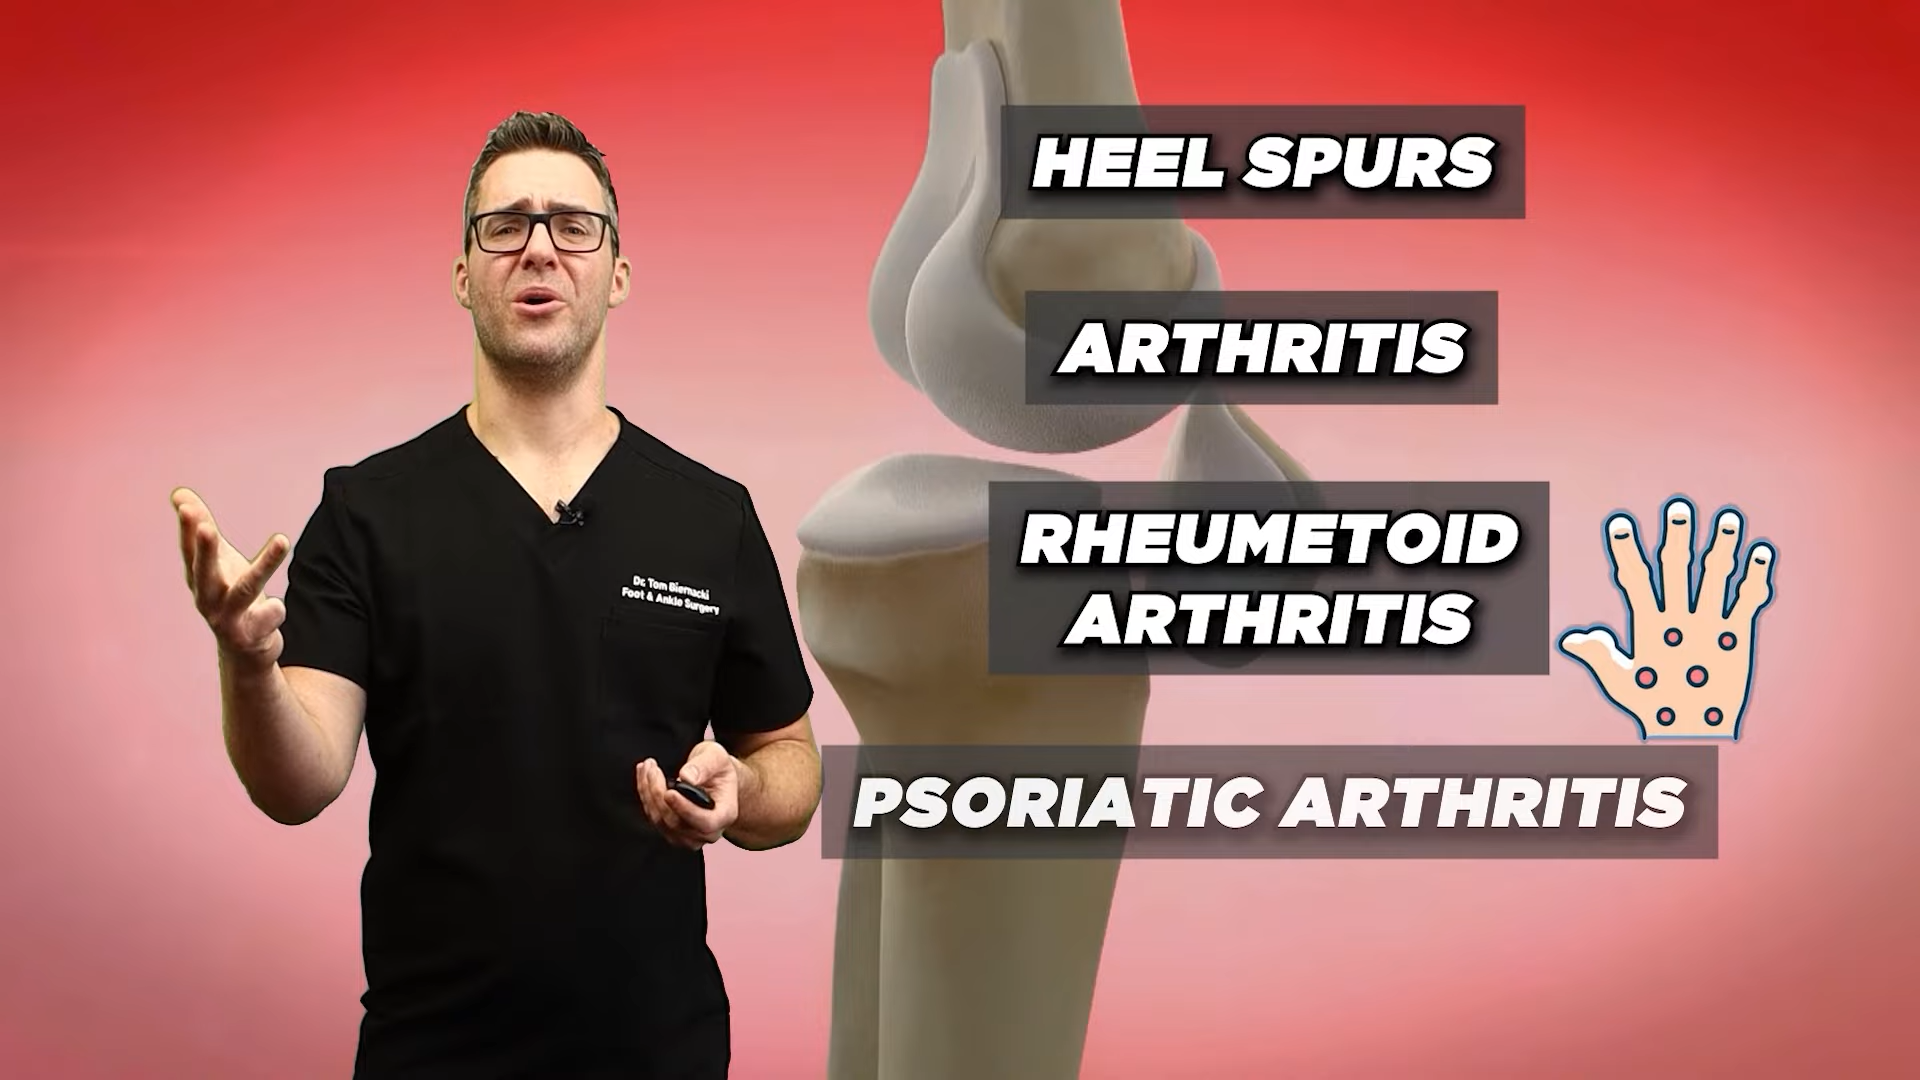 HEEL SPURS
ARTHRITIS
RHEUMETOID
ARTHRITIS
PSORIATIC ARTHRITIS
Dr. Tom Biernacki
Foot & Ankle Surgery